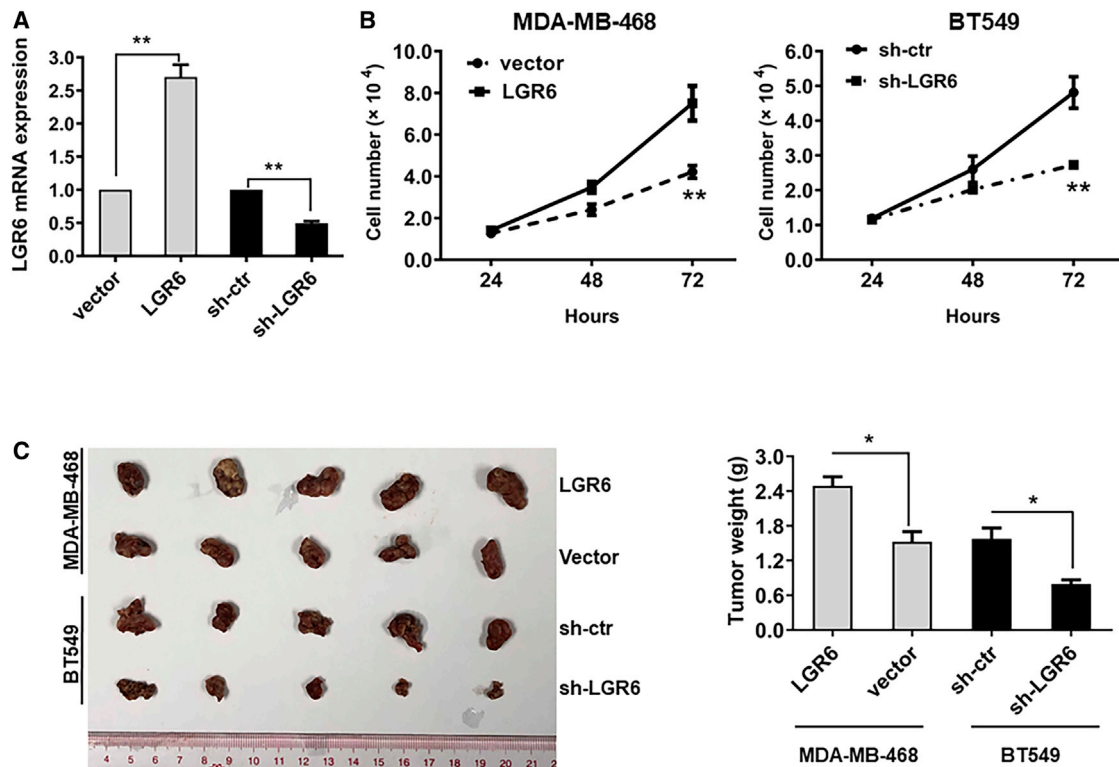 A
LGR6 mRNA expression
3.0
2.5
2.0
1.5
1.0
0.5
0.0
**
**
vector
LGR6
sh-ctr
sh-LGR6
B
MDA-MB-468
Cell number (× 10⁴)
10.0
8.0
6.0
4.0
2.0
0.0
vector
LGR6
**
24 48 72
Hours
BT549
Cell number (× 10⁴)
6.0
5.0
4.0
3.0
2.0
1.0
0.0
sh-ctr
sh-LGR6
**
24 48 72
Hours
C
MDA-MB-468
BT549
LGR6
Vector
sh-ctr
sh-LGR6
4 5 6 7 8 9 10 11 12 13 14 15 16 17 18 19 20 21
Tumor weight (g)
3.0
2.4
1.8
1.2
0.6
0.0
*
*
LGR6
vector
sh-ctr
sh-LGR6
MDA-MB-468 BT549